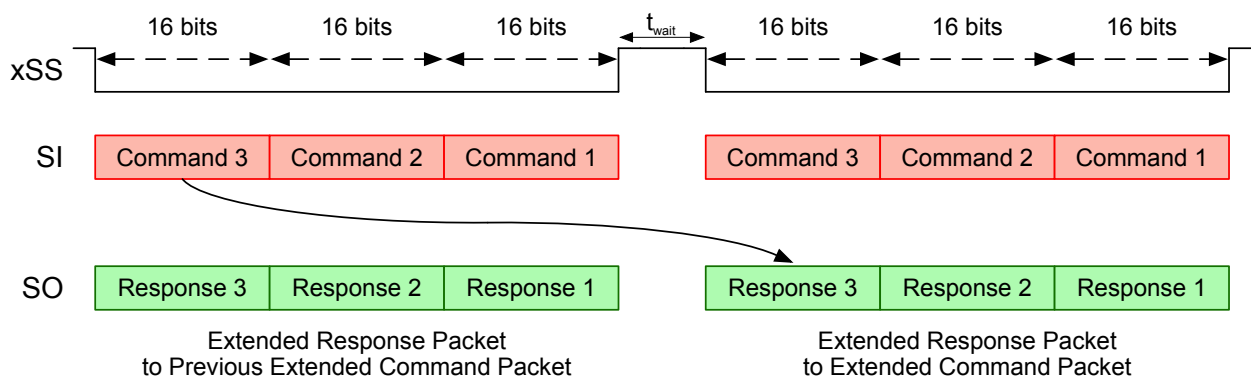 16 bits 16 bits 16 bits t_wait 16 bits 16 bits 16 bits
xSS
SI Command 3 Command 2 Command 1 Command 3 Command 2 Command 1
SO Response 3 Response 2 Response 1 Response 3 Response 2 Response 1
Extended Response Packet Extended Response Packet
to Previous Extended Command Packet to Extended Command Packet